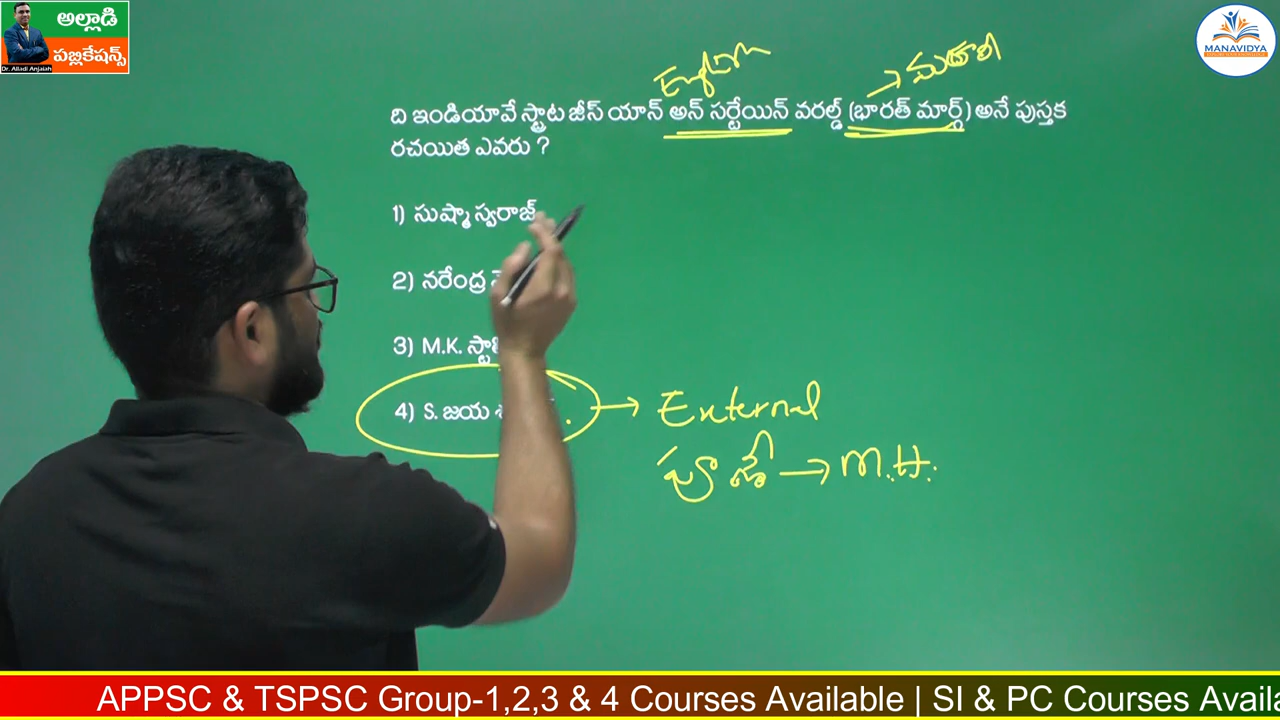 అల్లాడి
పబ్లికేషన్స్
Dr. Alladi Anjaiah
MANAVIDYA
English
→ మరాఠి
ది ఇండియావే స్ట్రాట జీస్ యాన్ అన్ సర్టేయిన్ వరల్డ్ (భారత్ మార్గ్) అనే పుస్తక
రచయిత ఎవరు ?
1) సుష్మా స్వరాజ్
2) నరేంద్ర
3) M.K.
4) S. జయ
→ External
పూణే → M.H.
APPSC & TSPSC Group-1,2,3 & 4 Courses Available | SI & PC Courses Availa